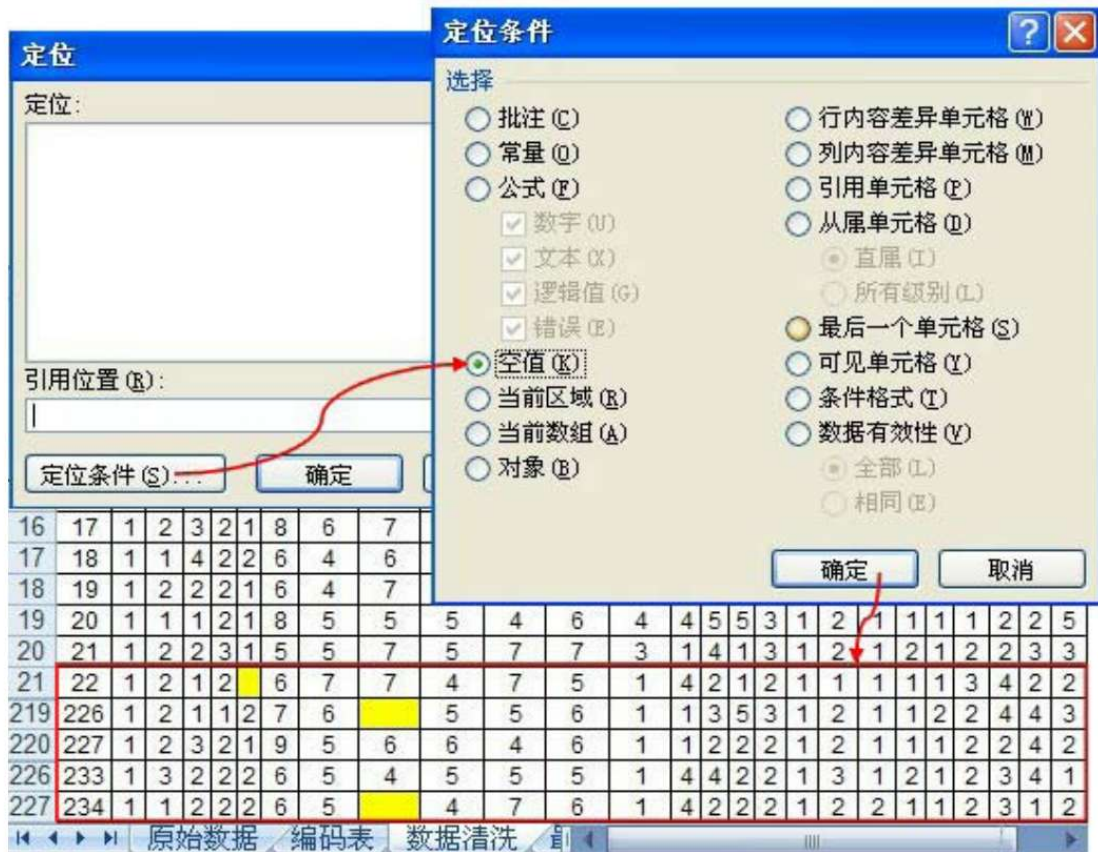 定位
定位:
引用位置(R):
定位条件(S)...
确定
定位条件
选择
批注(C)
常量(O)
公式(F)
数字(U)
文本(X)
逻辑值(G)
错误(E)
空值(K)
当前区域(R)
当前数组(A)
对象(B)
行内容差异单元格(W)
列内容差异单元格(M)
引用单元格(P)
从属单元格(D)
直属(I)
所有级别(L)
最后一个单元格(S)
可见单元格(Y)
条件格式(T)
数据有效性(V)
全部(L)
相同(E)
确定 取消
16 17 1 2 3 2 1 8 6 7
17 18 1 1 4 2 2 6 4 6
18 19 1 2 2 2 1 6 4 7
19 20 1 1 1 2 1 8 5 5 5 4 6 4 4 5 5 3 1 2 1 1 1 1 2 2 5
20 21 1 2 2 3 1 5 5 7 5 7 7 3 1 4 1 3 1 2 1 2 1 2 2 3 3
21 22 1 2 1 2 6 7 7 4 7 5 1 4 2 1 2 1 1 1 1 1 3 4 2 2
219 226 1 2 1 1 2 7 6 5 5 6 1 1 3 5 3 1 2 1 1 2 2 4 4 3
220 227 1 2 3 2 1 9 5 6 6 4 6 1 1 2 2 2 1 2 1 1 1 2 2 4 2
226 233 1 3 2 2 2 6 5 4 5 5 5 1 4 4 2 2 1 3 1 2 1 2 3 4 1
227 234 1 1 2 2 2 6 5 4 7 6 1 4 2 2 2 1 2 2 1 1 2 3 1 2
原始数据 编码表 数据清洗